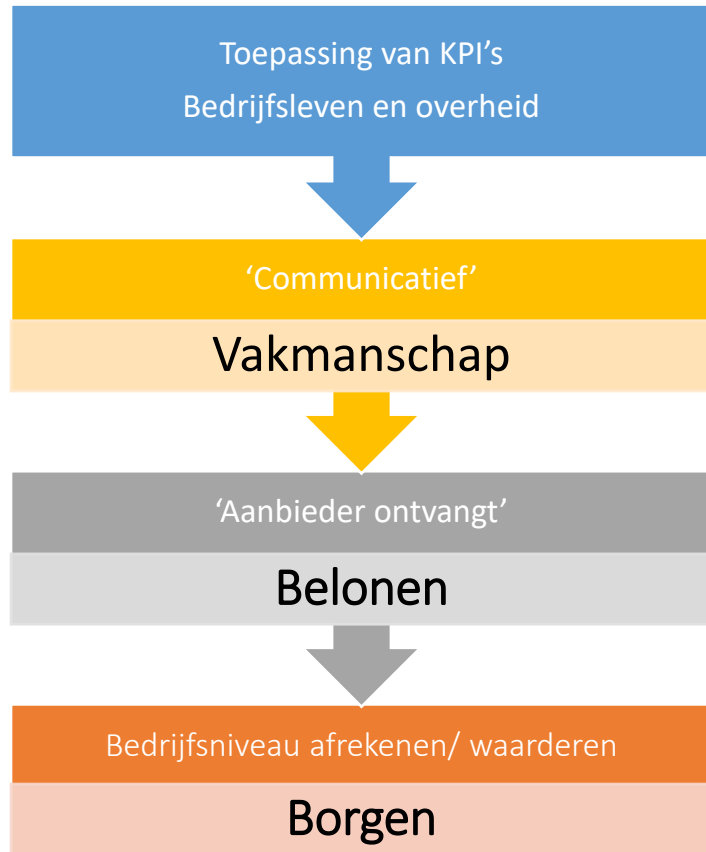 Toepassing van KPI’s
Bedrijfsleven en overheid
‘Communicatief’
Vakmanschap
‘Aanbieder ontvangt’
Belonen
Bedrijfsniveau afrekenen/ waarderen
Borgen